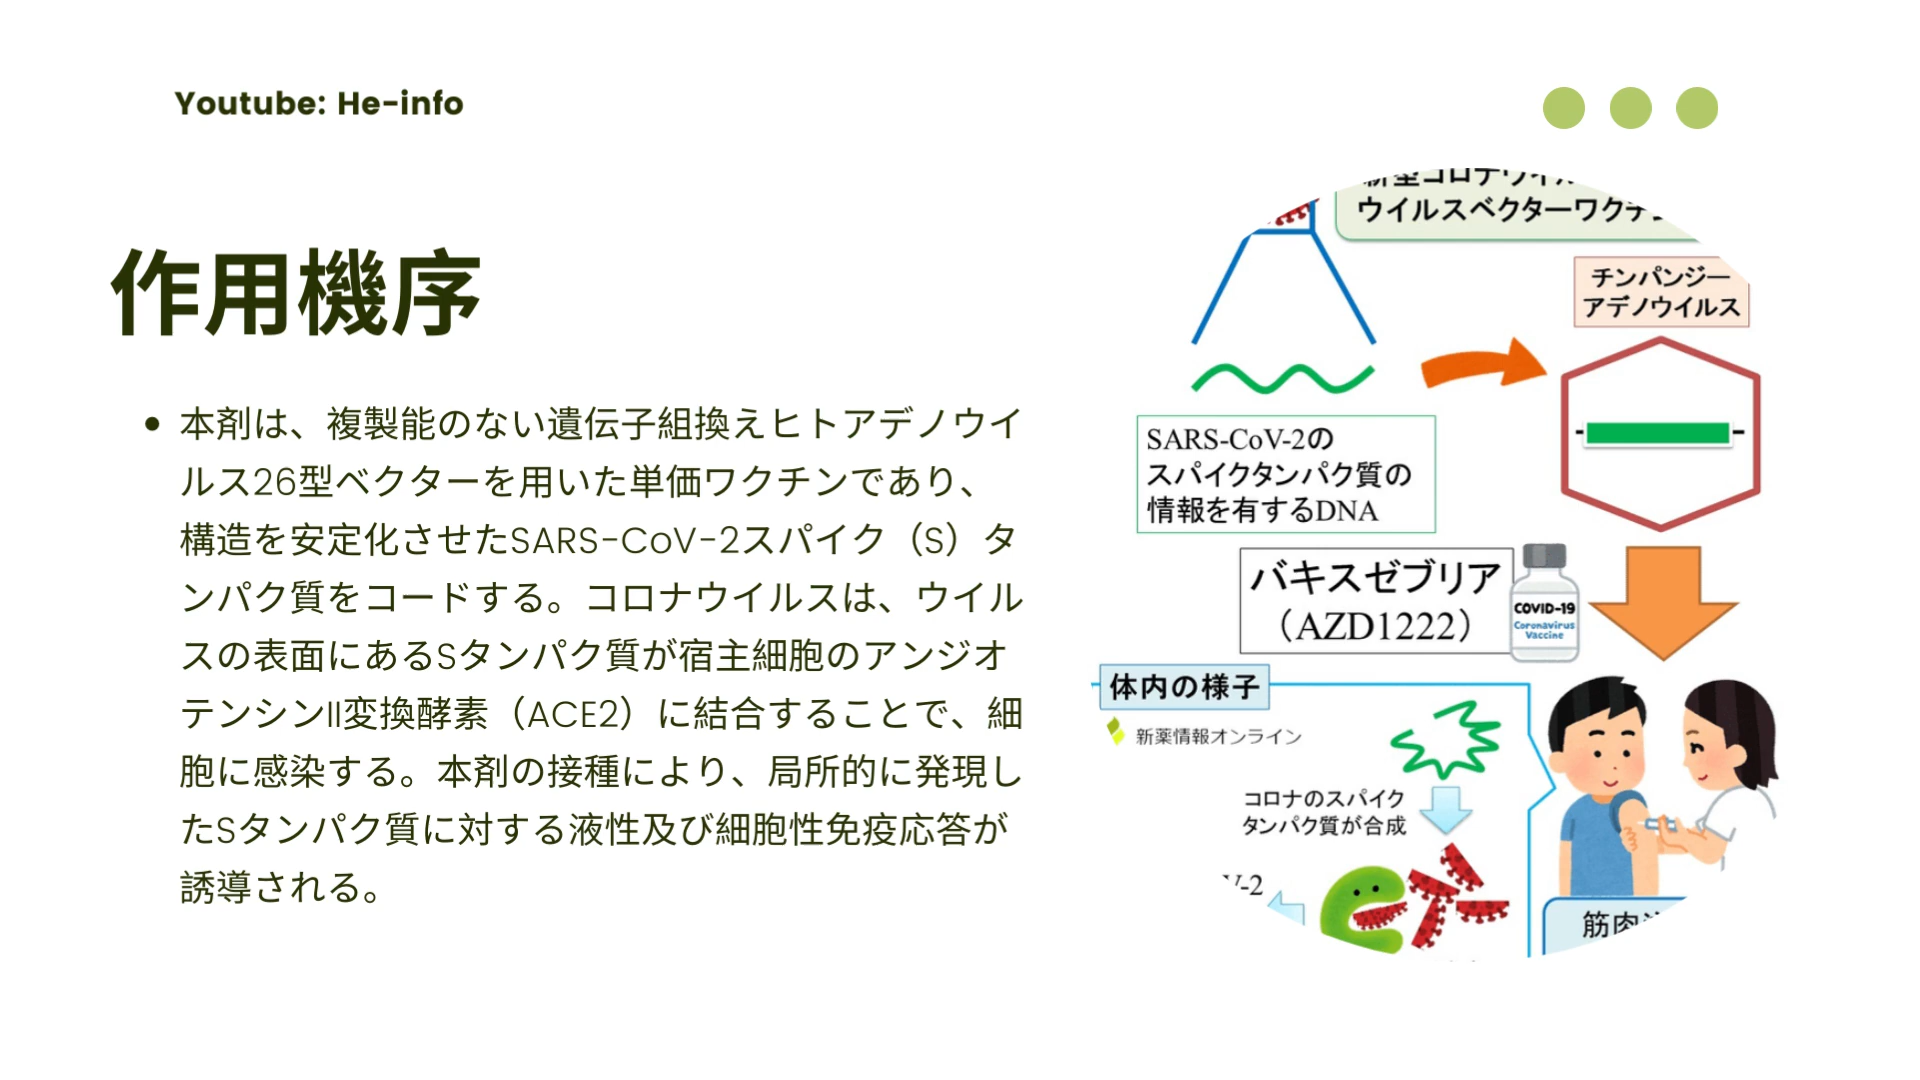 Youtube: He-info
作用機序
• 本剤は、複製能のない遺伝子組換えヒトアデノウイ
ルス26型ベクターを用いた単価ワクチンであり、
構造を安定化させたSARS-CoV-2スパイク（S）タ
ンパク質をコードする。コロナウイルスは、ウイル
スの表面にあるSタンパク質が宿主細胞のアンジオ
テンシンII変換酵素（ACE2）に結合することで、細
胞に感染する。本剤の接種により、局所的に発現し
たSタンパク質に対する液性及び細胞性免疫応答が
誘導される。
新型コロナウイル
ウイルスベクターワクチン
チンパンジー
アデノウイルス
SARS-CoV-2の
スパイクタンパク質の
情報を有するDNA
バキスゼブリア
（AZD1222）
COVID-19
Coronavirus
Vaccine
体内の様子
新薬情報オンライン
コロナのスパイク
タンパク質が合成
V-2
筋肉